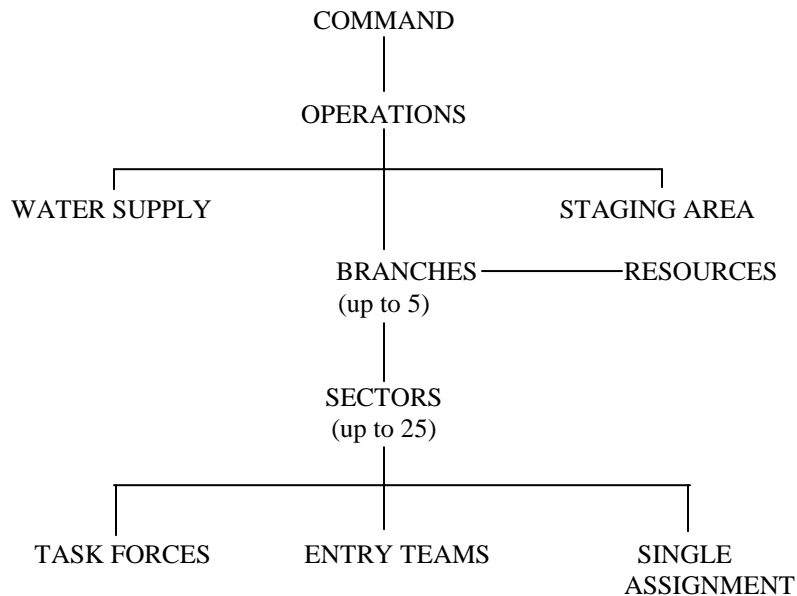 COMMAND
OPERATIONS
WATER SUPPLY
STAGING AREA
BRANCHES
(up to 5)
RESOURCES
SECTORS
(up to 25)
TASK FORCES
ENTRY TEAMS
SINGLE
ASSIGNMENT